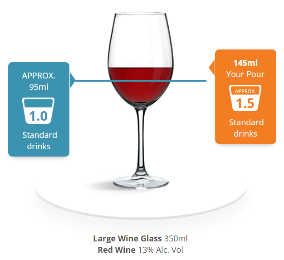 APPROX.
95ml
1.0
Standard
drinks
145ml
Your Pour
APPROX.
1.5
Standard
drinks
Large Wine Glass 350ml
Red Wine 13% Alc. Vol